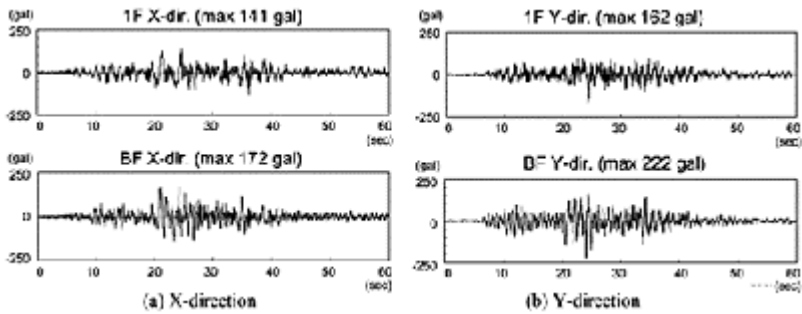 1F X-dir. (max 141 gal)
(gal)
250
0
-250
0 10 20 30 40 50 60
(sec)
BF X-dir. (max 172 gal)
(gal)
250
0
-250
0 10 20 30 40 50 60
(sec)
(a) X-direction
1F Y-dir. (max 162 gal)
(gal)
250
0
-250
0 10 20 30 40 50 60
(sec)
BF Y-dir. (max 222 gal)
(gal)
250
0
-250
0 10 20 30 40 50 60
(sec)
(b) Y-direction